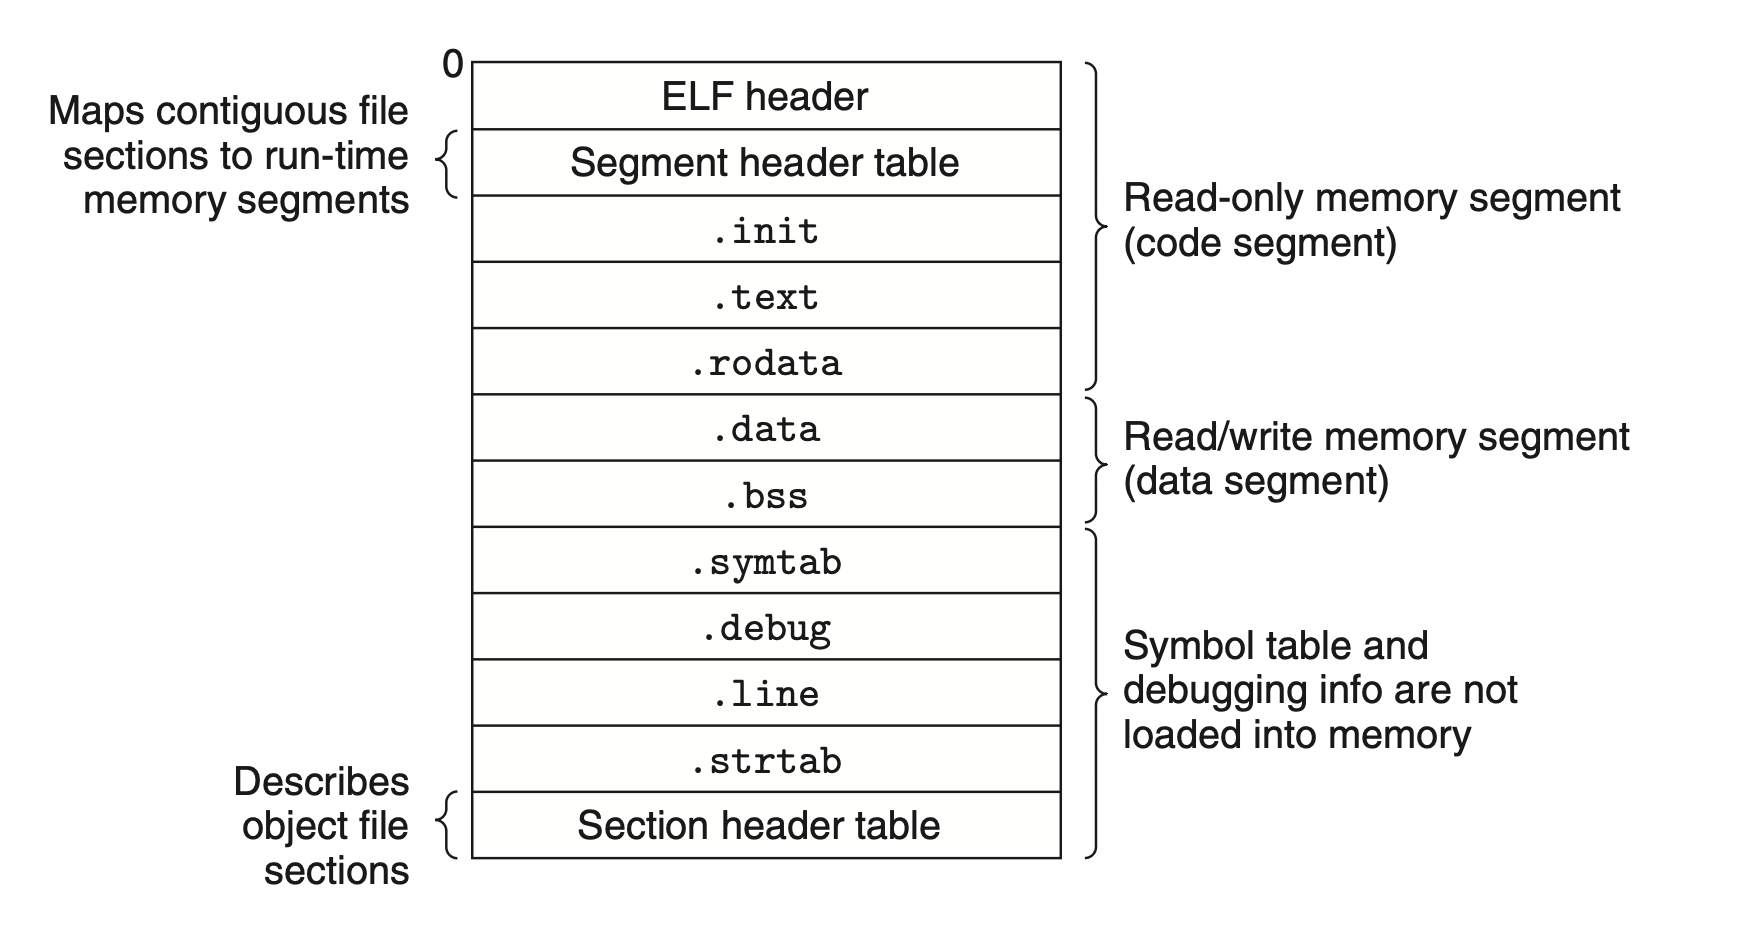 0
ELF header
Maps contiguous file
sections to run-time
memory segments
Segment header table
.init
.text
.rodata
Read-only memory segment
(code segment)
.data
.bss
Read/write memory segment
(data segment)
.symtab
.debug
.line
.strtab
Symbol table and
debugging info are not
loaded into memory
Describes
object file
sections
Section header table